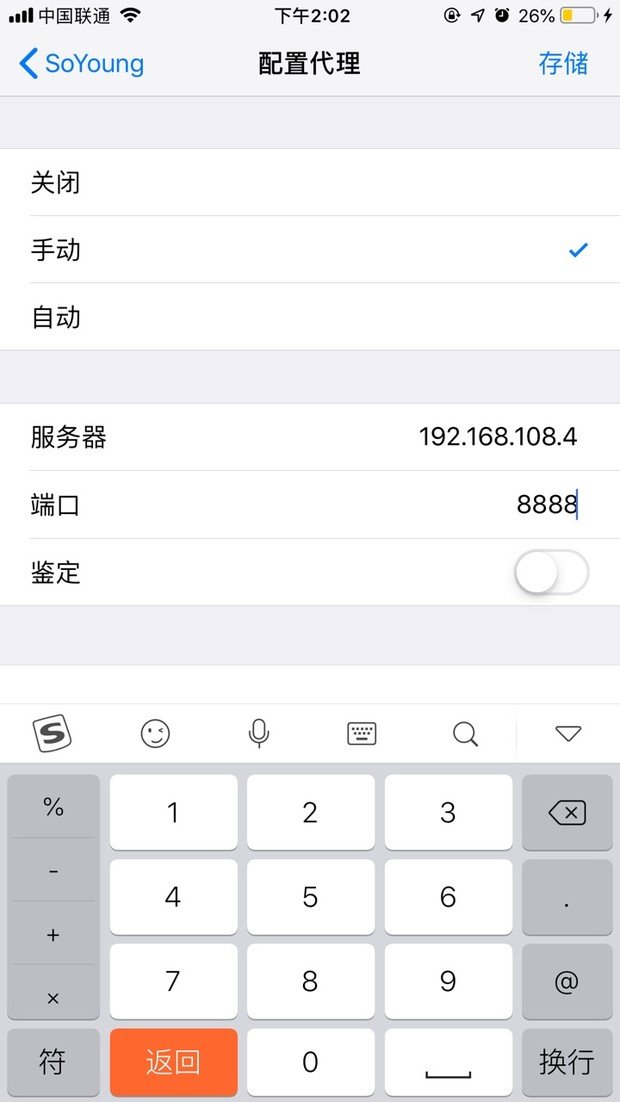 中国联通 下午2:02 26%
SoYoung 配置代理 存储
关闭
手动
自动
服务器 192.168.108.4
端口 8888
鉴定
S
% 1 2 3
- 4 5 6 .
+ 7 8 9 @
×
符 返回 0 换行